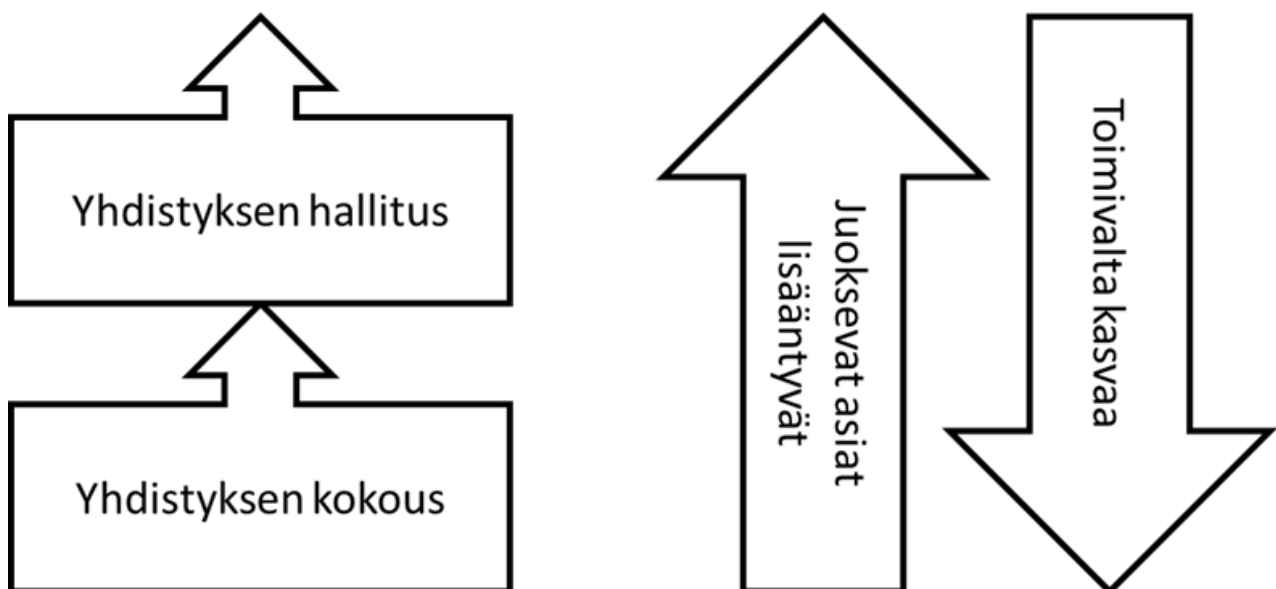 Yhdistyksen hallitus
Yhdistyksen kokous
Juoksevat asiat
lisääntyvät
Toimivalta kasvaa